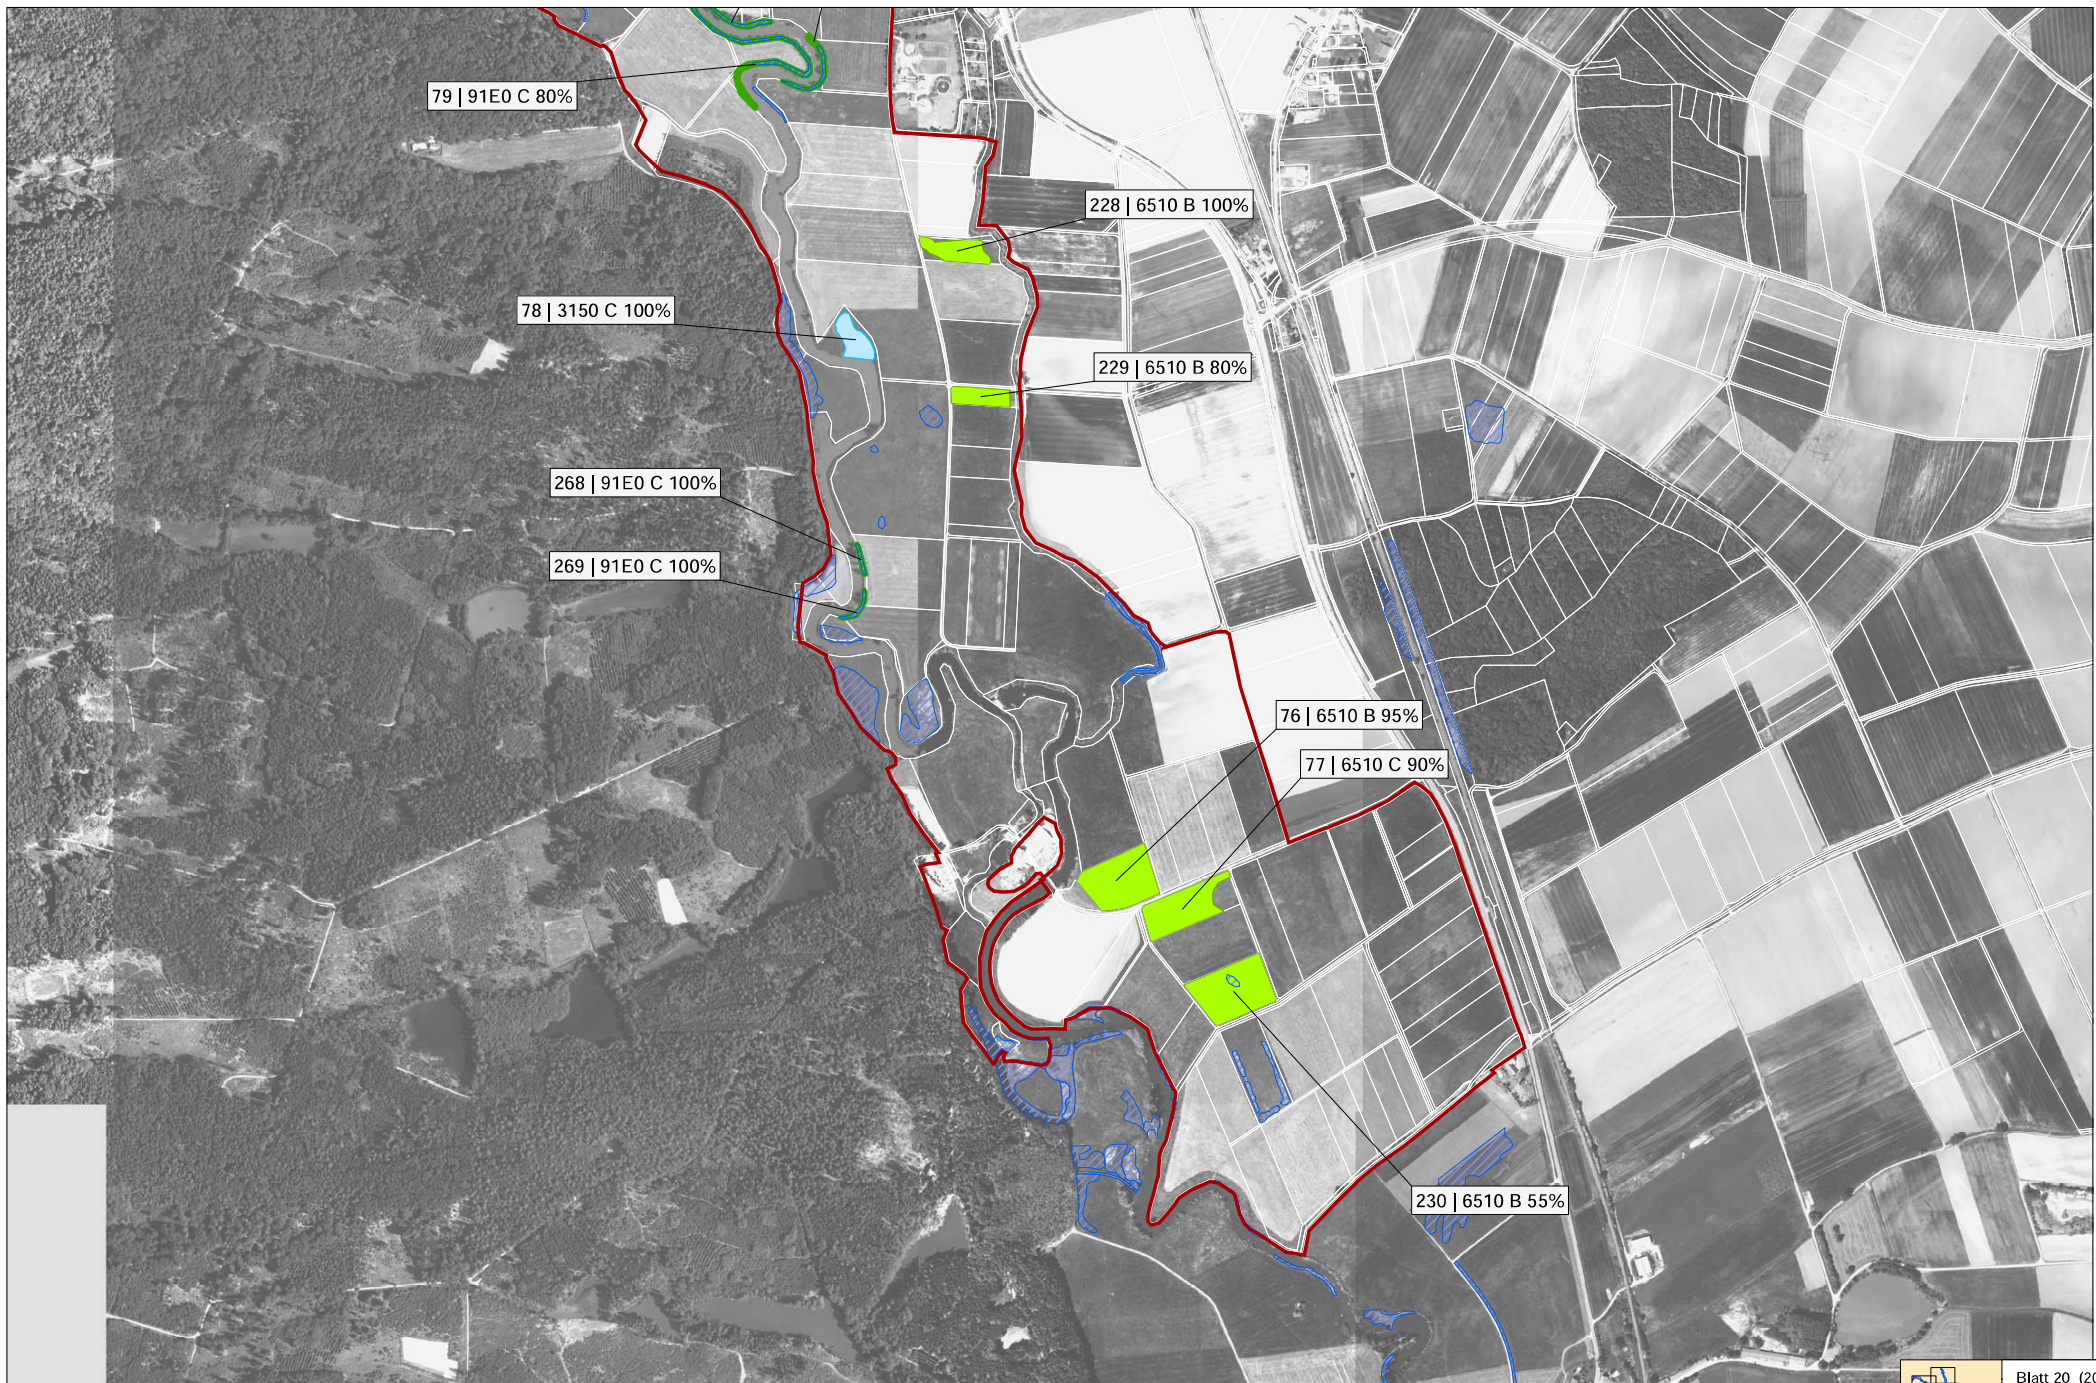 79 | 91E0 C 80%
228 | 6510 B 100%
78 | 3150 C 100%
229 | 6510 B 80%
268 | 91E0 C 100%
269 | 91E0 C 100%
76 | 6510 B 95%
77 | 6510 C 90%
230 | 6510 B 55%
Blatt 20